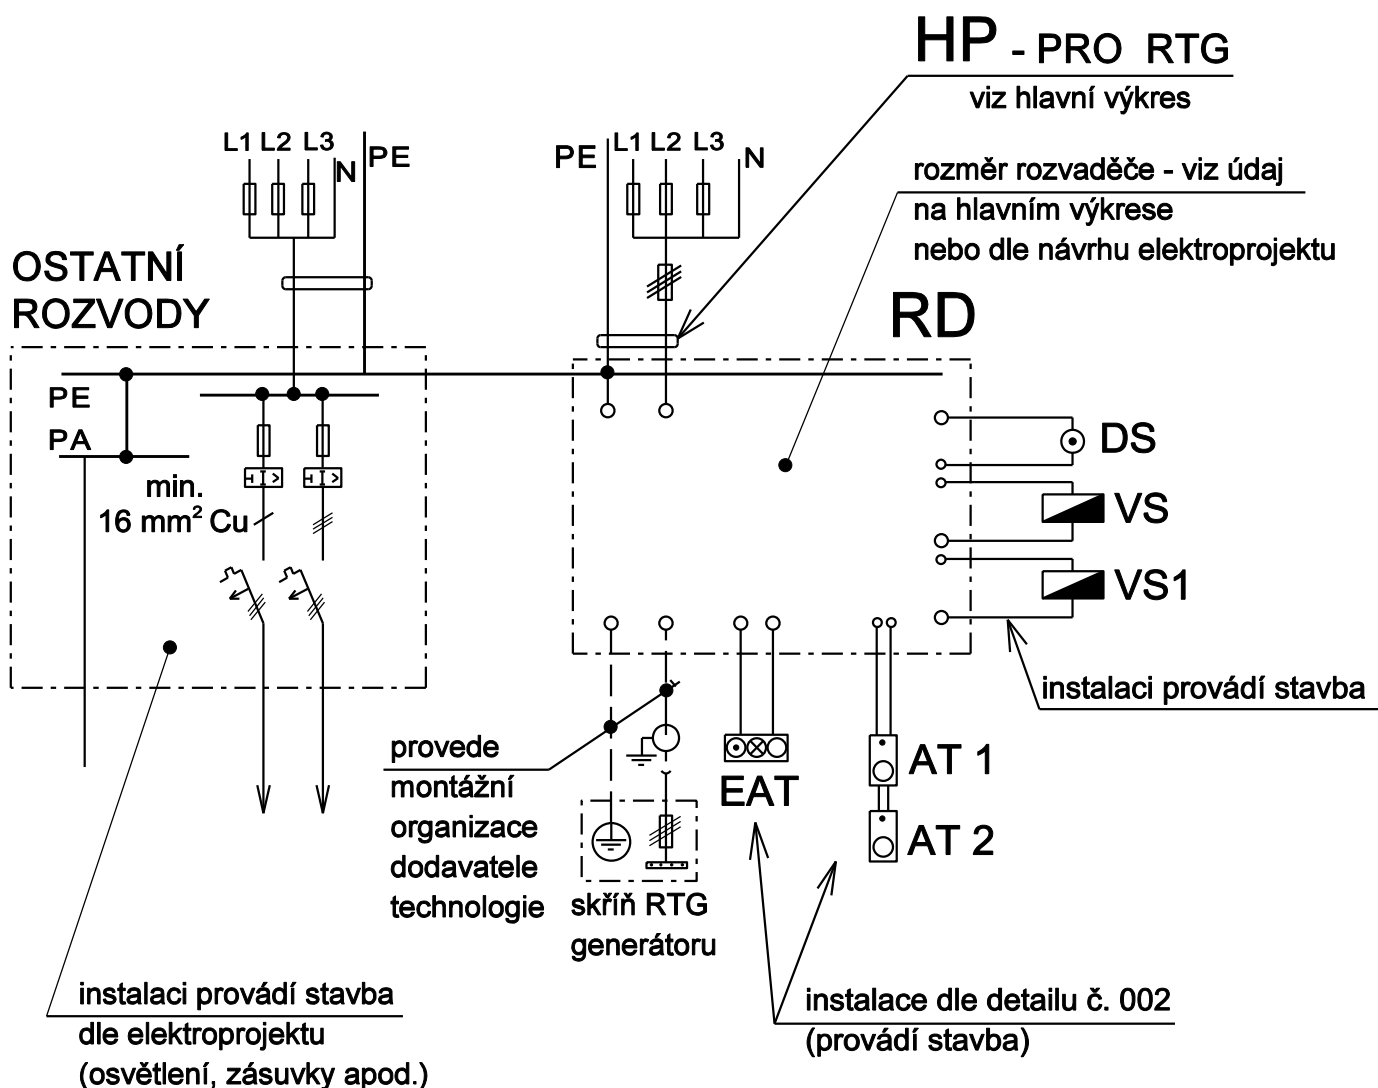 HP - PRO RTG
viz hlavní výkres
L1 L2 L3
N
PE
PE
L1 L2 L3
N
rozměr rozvaděče - viz údaj
na hlavním výkrese
nebo dle návrhu elektroprojektu
OSTATNÍ
ROZVODY
RD
PE
PA
min.
16 mm² Cu
DS
VS
VS1
instalaci provádí stavba
provede
montážní
organizace
dodavatele
technologie
EAT
AT 1
AT 2
skříň RTG
generátoru
instalaci provádí stavba
dle elektroprojektu
(osvětlení, zásuvky apod.)
instalace dle detailu č. 002
(provádí stavba)